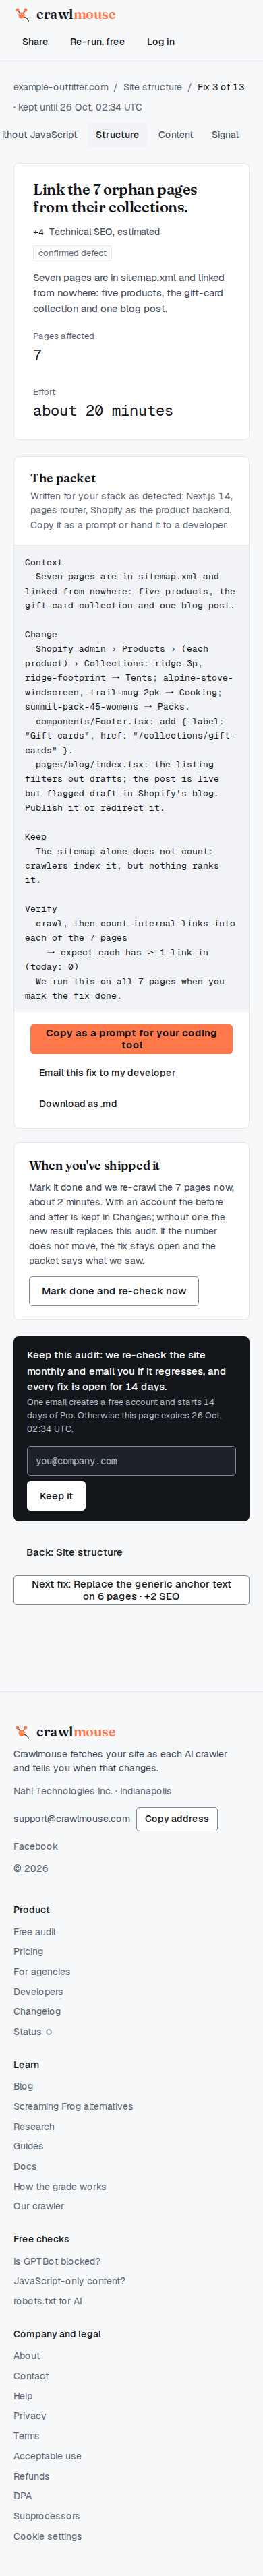 crawlmouse
Share Re-run, free Log in
example-outfitter.com / Site structure / Fix 3 of 13
· kept until 26 Oct, 02:34 UTC
ithout JavaScript Structure Content Signal
Link the 7 orphan pages
from their collections.
+4 Technical SEO, estimated
confirmed defect
Seven pages are in sitemap.xml and linked
from nowhere: five products, the gift-card
collection and one blog post.
Pages affected
7
Effort
about 20 minutes
The packet
Written for your stack as detected: Next.js 14,
pages router, Shopify as the product backend.
Copy it as a prompt or hand it to a developer.
Context
Seven pages are in sitemap.xml and
linked from nowhere: five products, the
gift-card collection and one blog post.
Change
Shopify admin › Products › (each
product) › Collections: ridge-3p,
ridge-footprint → Tents; alpine-stove-
windscreen, trail-mug-2pk → Cooking;
summit-pack-45-womens → Packs.
components/Footer.tsx: add { label:
"Gift cards", href: "/collections/gift-
cards" }.
pages/blog/index.tsx: the listing
filters out drafts; the post is live
but flagged draft in Shopify's blog.
Publish it or redirect it.
Keep
The sitemap alone does not count:
crawlers index it, but nothing ranks
it.
Verify
crawl, then count internal links into
each of the 7 pages
→ expect each has ≥ 1 link in
(today: 0)
We run this on all 7 pages when you
mark the fix done.
Copy as a prompt for your coding
tool
Email this fix to my developer
Download as .md
When you've shipped it
Mark it done and we re-crawl the 7 pages now,
about 2 minutes. With an account the before
and after is kept in Changes; without one the
new result replaces this audit. If the number
does not move, the fix stays open and the
packet says what we saw.
Mark done and re-check now
Keep this audit: we re-check the site
monthly and email you if it regresses, and
every fix is open for 14 days.
One email creates a free account and starts 14
days of Pro. Otherwise this page expires 26 Oct,
02:34 UTC.
you@company.com
Keep it
Back: Site structure
Next fix: Replace the generic anchor text
on 6 pages · +2 SEO
crawlmouse
Crawlmouse fetches your site as each AI crawler
and tells you when that changes.
Nahl Technologies Inc. · Indianapolis
support@crawlmouse.com Copy address
Facebook
© 2026
Product
Free audit
Pricing
For agencies
Developers
Changelog
Status
Learn
Blog
Screaming Frog alternatives
Research
Guides
Docs
How the grade works
Our crawler
Free checks
Is GPTBot blocked?
JavaScript-only content?
robots.txt for AI
Company and legal
About
Contact
Help
Privacy
Terms
Acceptable use
Refunds
DPA
Subprocessors
Cookie settings